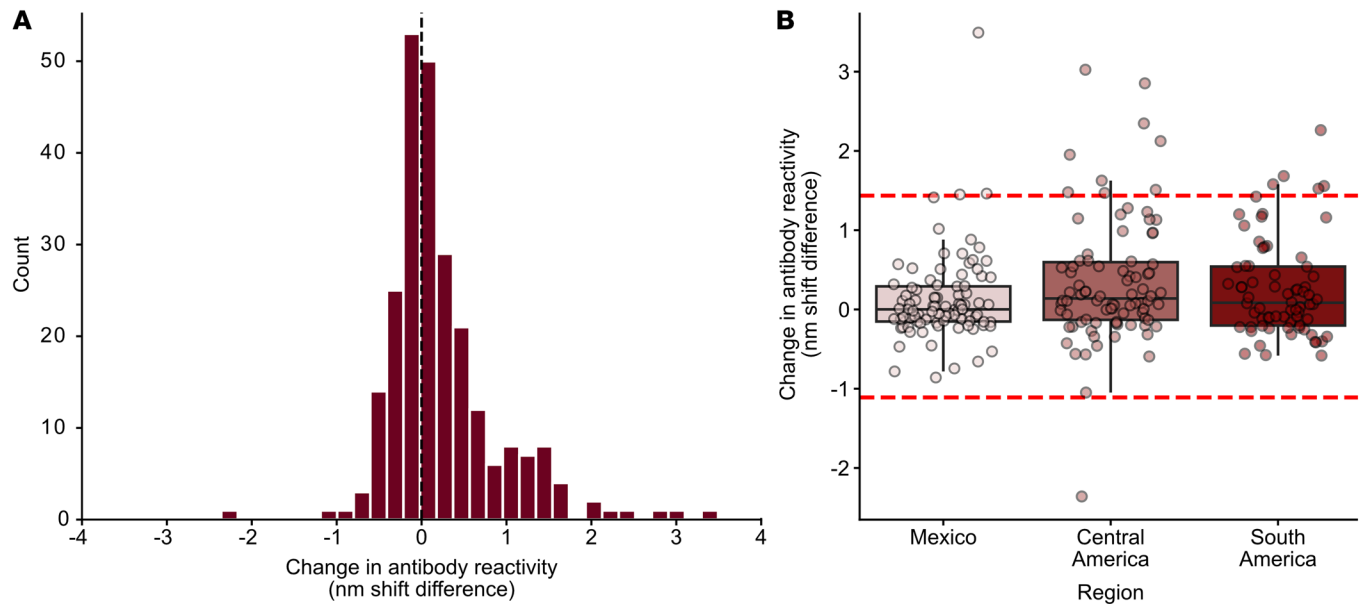 A
Count
50
40
30
20
10
0
-4
-3
-2
-1
0
1
2
3
4
Change in antibody reactivity
(nm shift difference)
B
Change in antibody reactivity
(nm shift difference)
3
2
1
0
-1
-2
Mexico
Central
America
South
America
Region